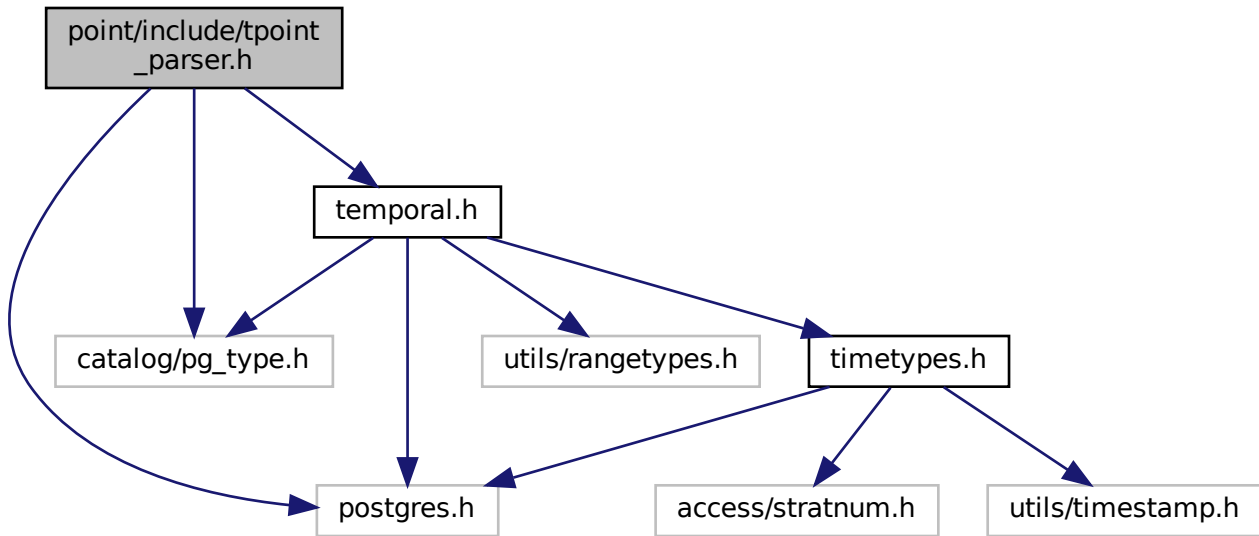 point/include/tpoint
_parser.h
temporal.h
catalog/pg_type.h
utils/rangetypes.h
timetypes.h
postgres.h
access/stratnum.h
utils/timestamp.h